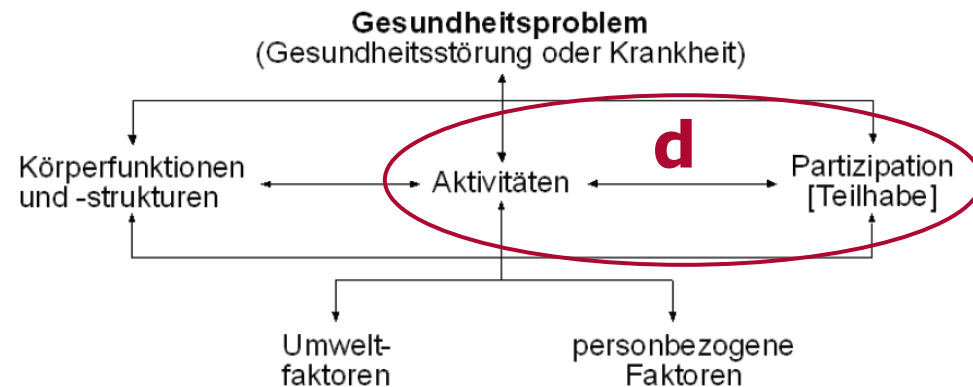 Gesundheitsproblem
(Gesundheitsstörung oder Krankheit)
d
Körperfunktionen
und -strukturen
Aktivitäten
Partizipation
[Teilhabe]
Umwelt-
faktoren
personbezogene
Faktoren